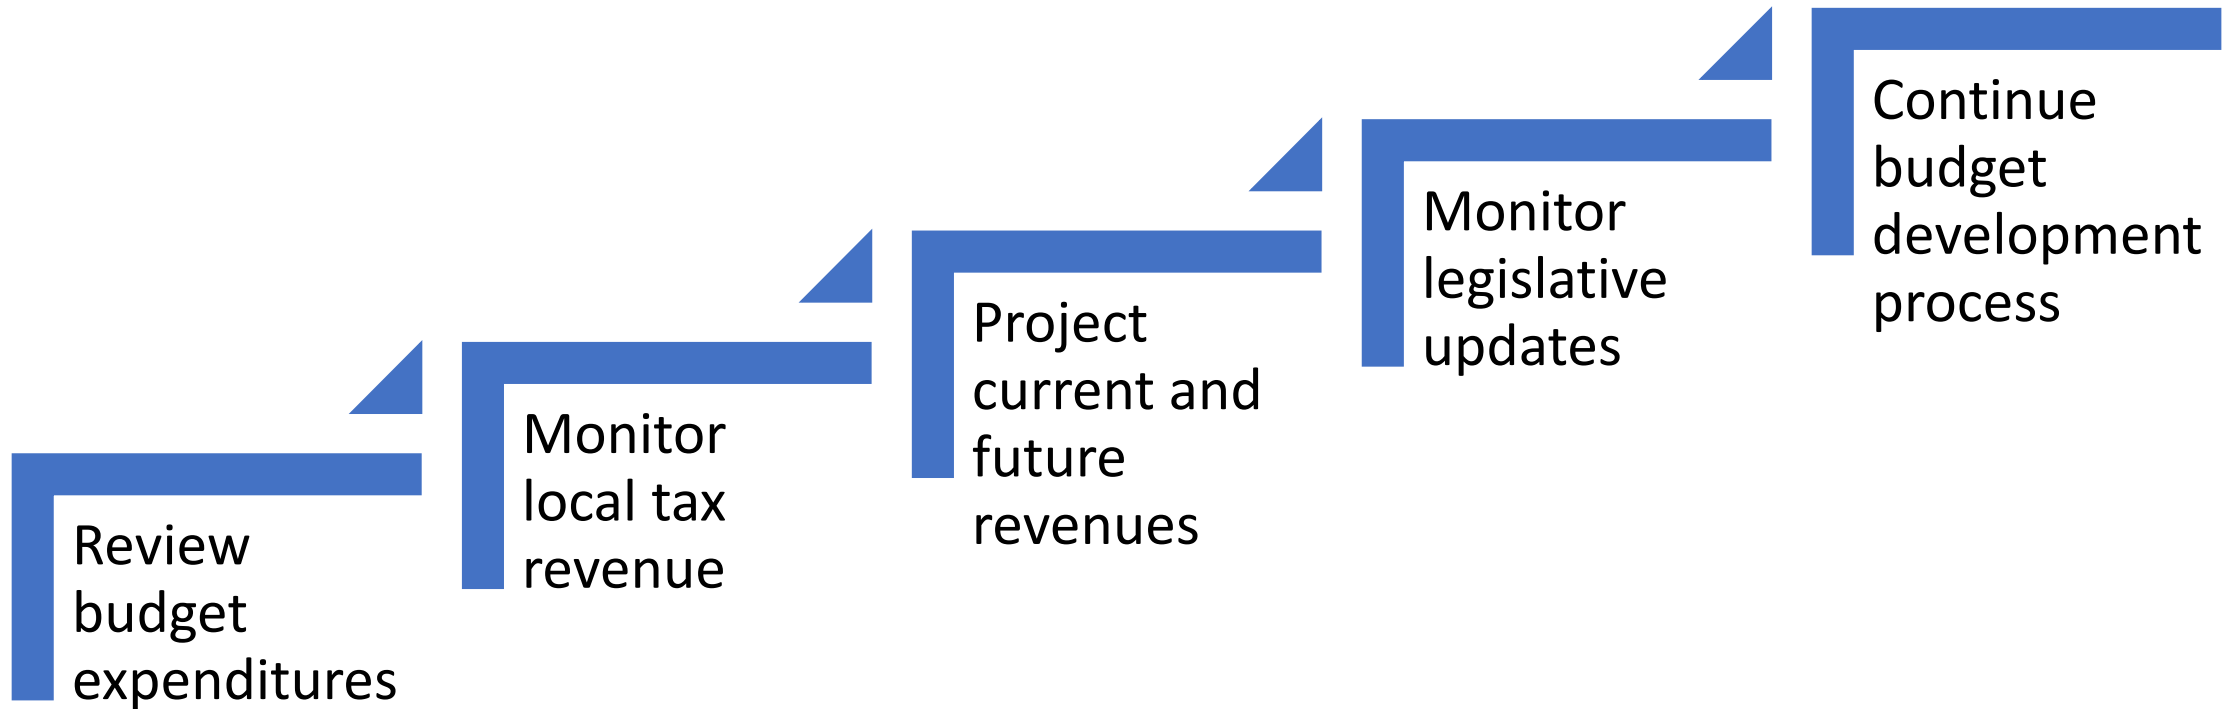 Review
budget
expenditures
Monitor
local tax
revenue
Project
current and
future
revenues
Monitor
legislative
updates
Continue
budget
development
process